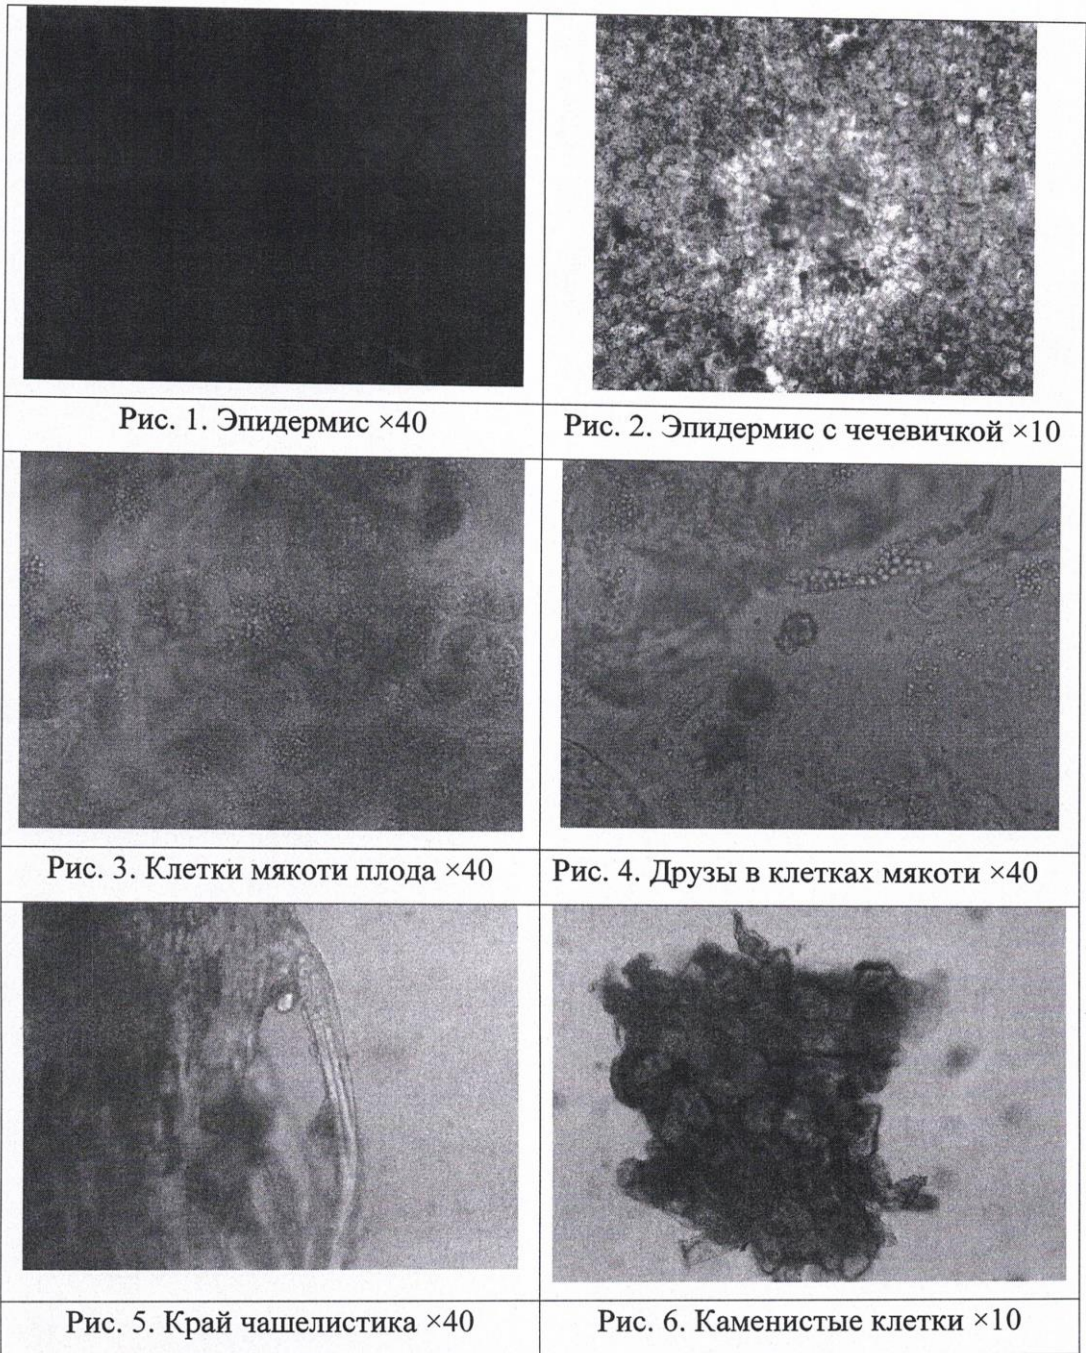 Рис. 1. Эпидермис ×40
Рис. 2. Эпидермис с чечевичкой ×10
Рис. 3. Клетки мякоти плода ×40
Рис. 4. Друзы в клетках мякоти ×40
Рис. 5. Край чашелистика ×40
Рис. 6. Каменистые клетки ×10